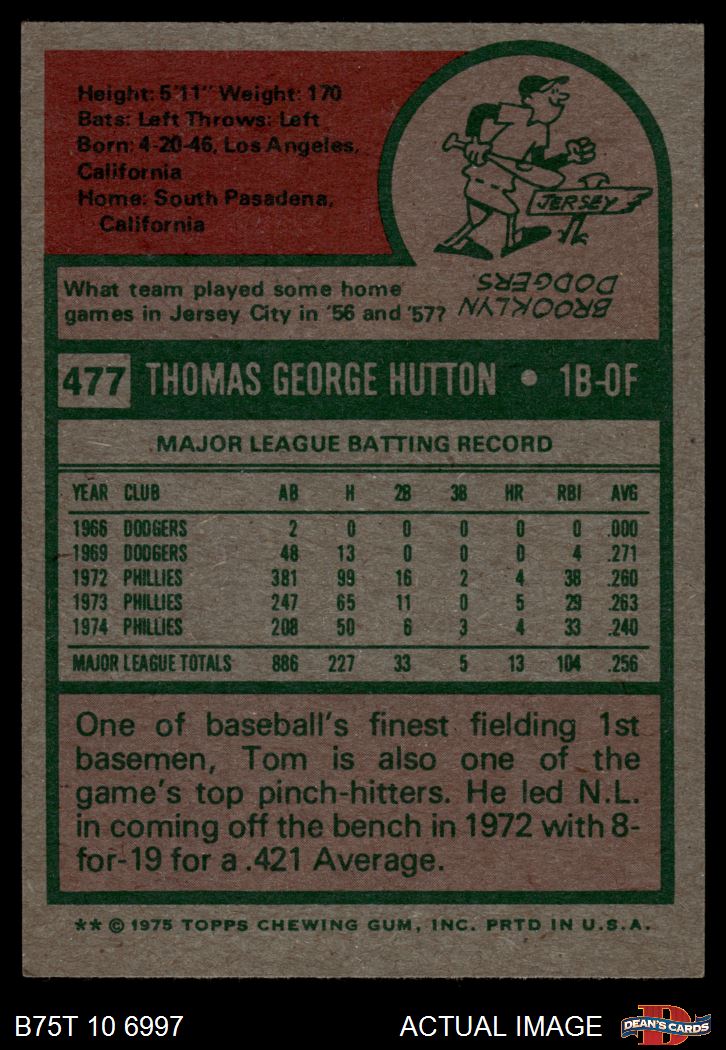 Height: 5'11" Weight: 170
Bats: Left Throws: Left
Born: 4-20-46, Los Angeles,
California
Home: South Pasadena,
California
JERSEY
What team played some home
games in Jersey City in '56 and '57?
BROOKLYN
DODGERS
477 THOMAS GEORGE HUTTON • 1B-OF
MAJOR LEAGUE BATTING RECORD
YEAR CLUB AB H 2B 3B HR RBI AVG
1966 DODGERS 2 0 0 0 0 0 .000
1969 DODGERS 48 13 0 0 0 4 .271
1972 PHILLIES 381 99 16 2 4 38 .260
1973 PHILLIES 247 65 11 0 5 29 .263
1974 PHILLIES 208 50 6 3 4 33 .240
MAJOR LEAGUE TOTALS 886 227 33 5 13 104 .256
One of baseball's finest fielding 1st
basemen, Tom is also one of the
game's top pinch-hitters. He led N.L.
in coming off the bench in 1972 with 8-
for-19 for a .421 Average.
** © 1975 TOPPS CHEWING GUM, INC. PRTD IN U.S.A.
B75T 10 6997 ACTUAL IMAGE
D
DEAN'S CARDS